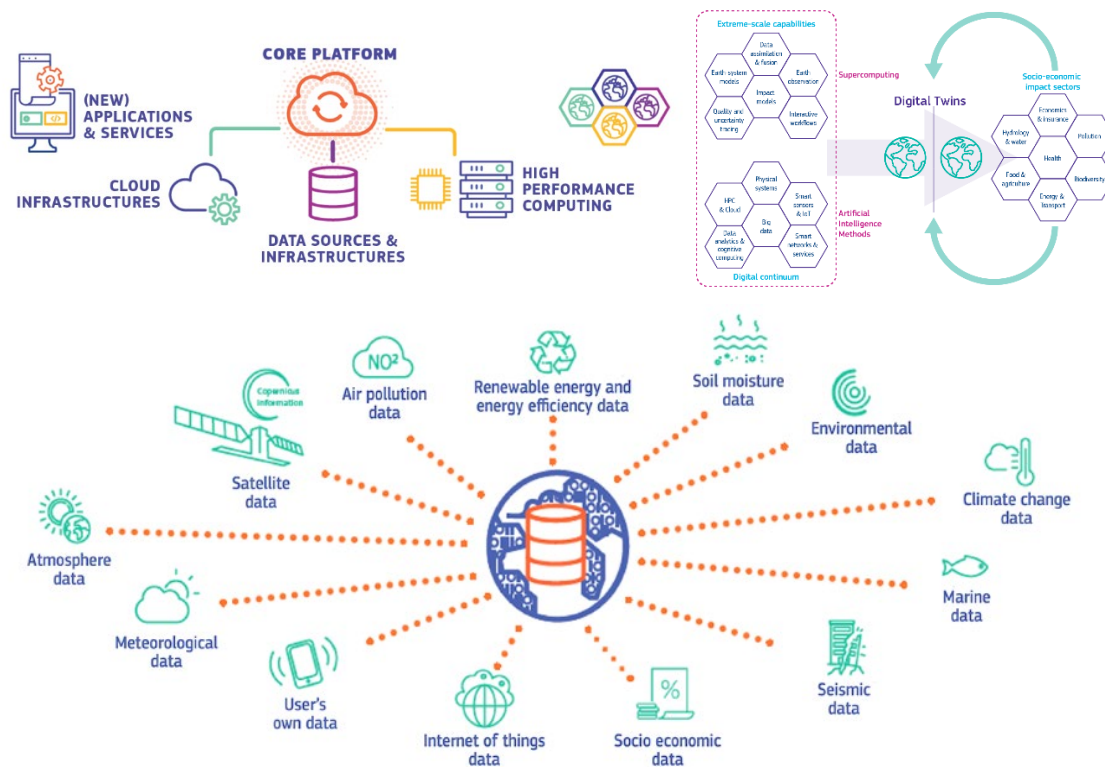 CORE PLATFORM
(NEW)
APPLICATIONS
& SERVICES
CLOUD
INFRASTRUCTURES
DATA SOURCES &
INFRASTRUCTURES
HIGH
PERFORMANCE
COMPUTING
Extreme-scale capabilities
Data
assimilation
& fusion
Earth system
models
Earth
observation
Impact
models
Quality and
uncertainty
tracing
Interactive
workflows
Supercomputing
Physical
systems
HPC
& Cloud
Smart
sensors
& IoT
Big
data
Data
analytics &
cognitive
computing
Smart
networks &
services
Artificial
Intelligence
Methods
Digital continuum
Digital Twins
Socio-economic
impact sectors
Economics
& insurance
Hydrology
& water
Pollution
Health
Food &
agriculture
Biodiversity
Energy &
transport
Copernicus
Information
Satellite
data
NO²
Air pollution
data
Renewable energy and
energy efficiency data
Soil moisture
data
Environmental
data
Climate change
data
Atmosphere
data
Marine
data
Meteorological
data
User's
own data
Internet of things
data
%
Socio economic
data
Seismic
data